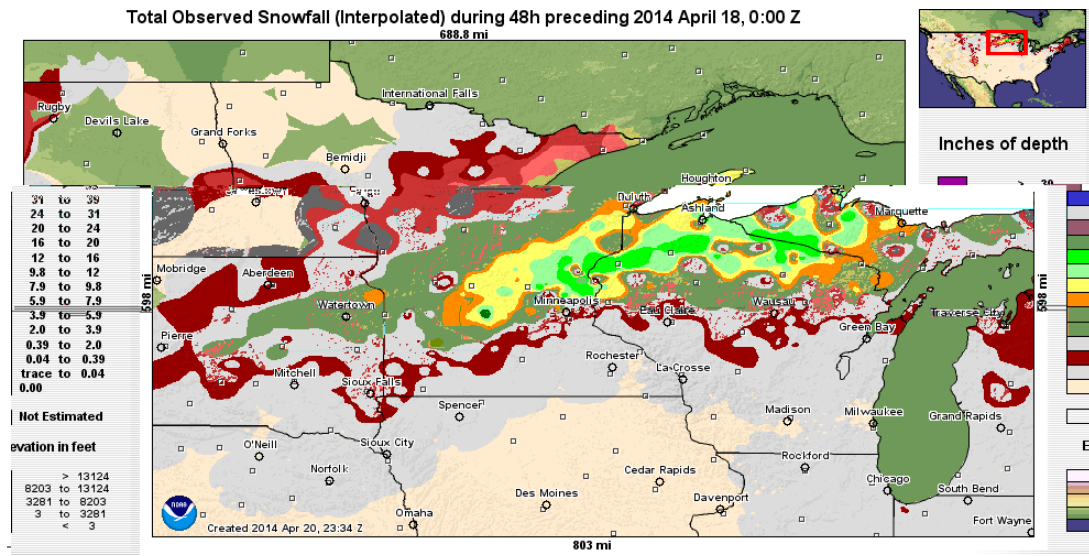 Total Observed Snowfall (Interpolated) during 48h preceding 2014 April 18, 0:00 Z
688.8 mi
International Falls
Rugby
Devils Lake
Grand Forks
Bemidji
Inches of depth
Houghton
Duluth
Ashland
Marquette
31 to 39
24 to 31
20 to 24
16 to 20
12 to 16
9.8 to 12
7.9 to 9.8
5.9 to 7.9
3.9 to 5.9
2.0 to 3.9
0.39 to 2.0
0.04 to 0.39
trace to 0.04
0.00
Not Estimated
evation in feet
> 13124
8203 to 13124
3281 to 8203
3 to 3281
< 3
598 mi
Mobridge
Aberdeen
Watertown
Minneapolis
Eau Claire
Wausau
Green Bay
Traverse City
598 mi
Pierre
Mitchell
Sioux Falls
Rochester
La Crosse
Spencer
Madison
Milwaukee
Grand Rapids
O'Neill
Sioux City
Norfolk
Cedar Rapids
Rockford
Des Moines
Davenport
Chicago
South Bend
Omaha
Fort Wayne
NOAA
Created 2014 Apr 20, 23:34 Z
803 mi
E